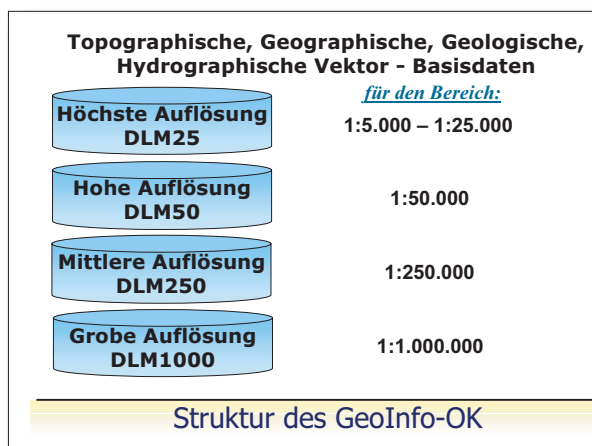 Topographische, Geographische, Geologische,
Hydrographische Vektor - Basisdaten
für den Bereich:
Höchste Auflösung
DLM25
1:5.000 – 1:25.000
Hohe Auflösung
DLM50
1:50.000
Mittlere Auflösung
DLM250
1:250.000
Grobe Auflösung
DLM1000
1:1.000.000
Struktur des GeoInfo-OK